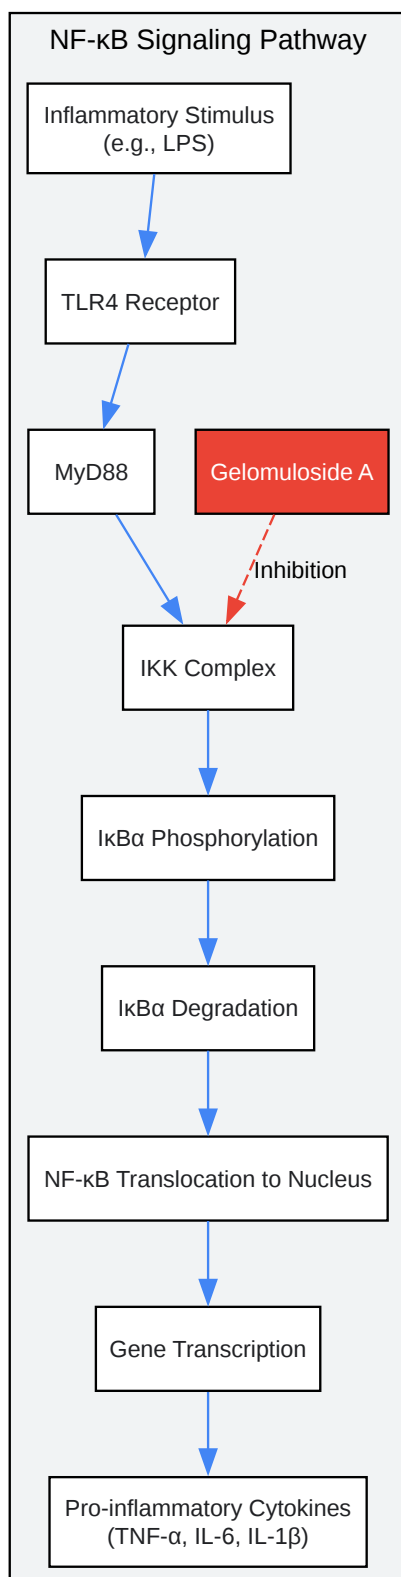 NF-κB Signaling Pathway
Inflammatory Stimulus
(e.g., LPS)
TLR4 Receptor
MyD88
Gelomuloside A
Inhibition
IKK Complex
IκBα Phosphorylation
IκBα Degradation
NF-κB Translocation to Nucleus
Gene Transcription
Pro-inflammatory Cytokines
(TNF-α, IL-6, IL-1β)